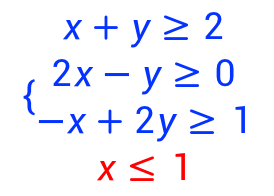 x + y ≥ 2
2x − y ≥ 0
{
−x + 2y ≥ 1
x ≤ 1